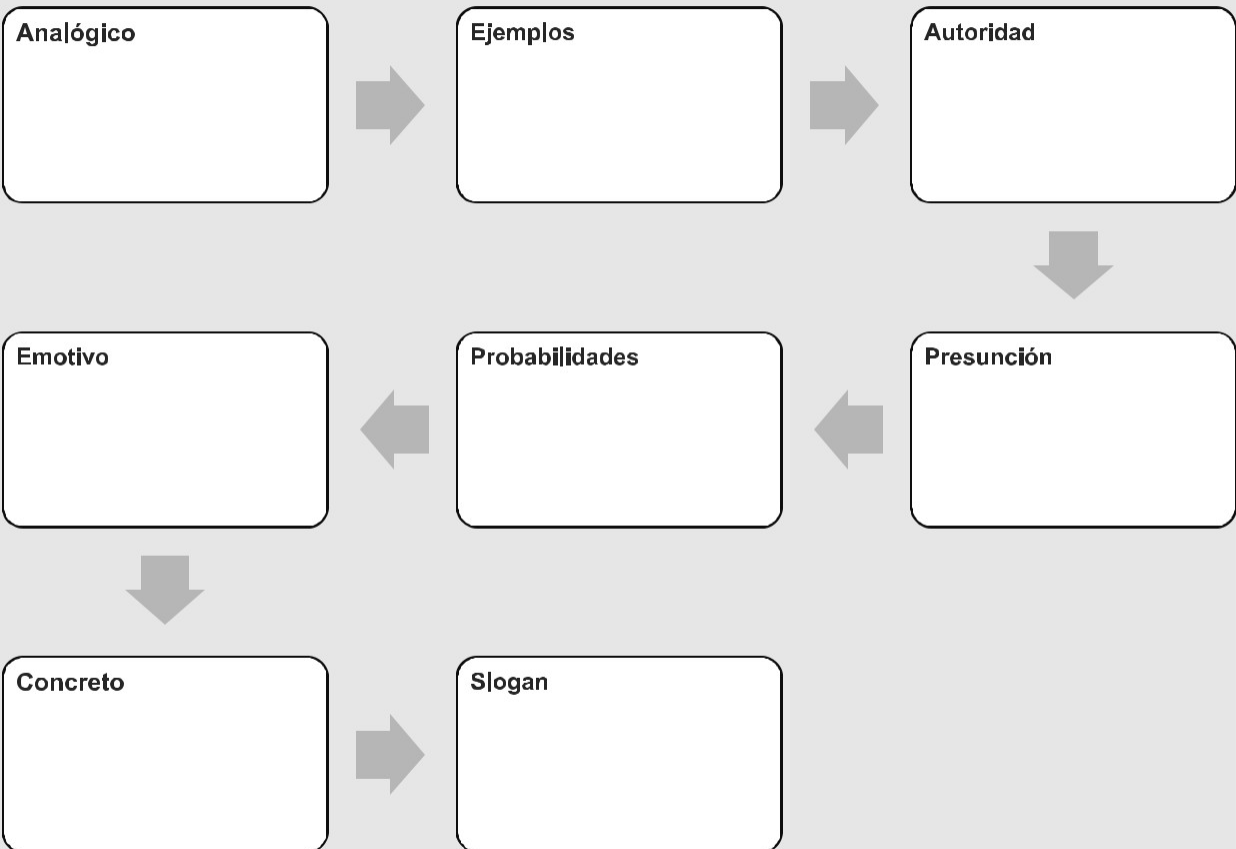 Analógico
Ejemplos
Autoridad
Presunción
Probabilidades
Emotivo
Concreto
Slogan